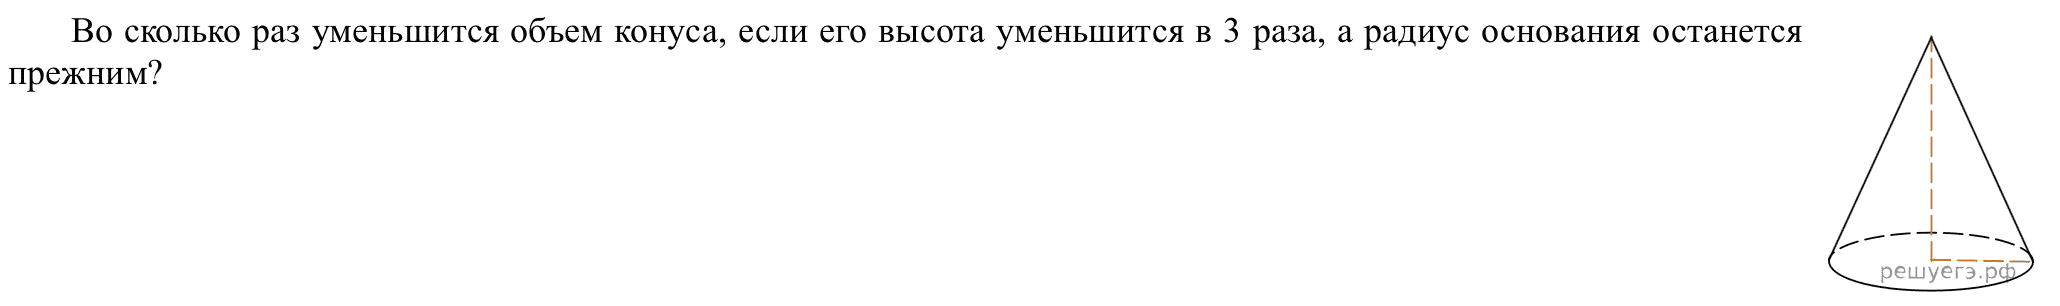 Во сколько раз уменьшится объем конуса, если его высота уменьшится в 3 раза, а радиус основания останется
прежним?
решуегэ.рф